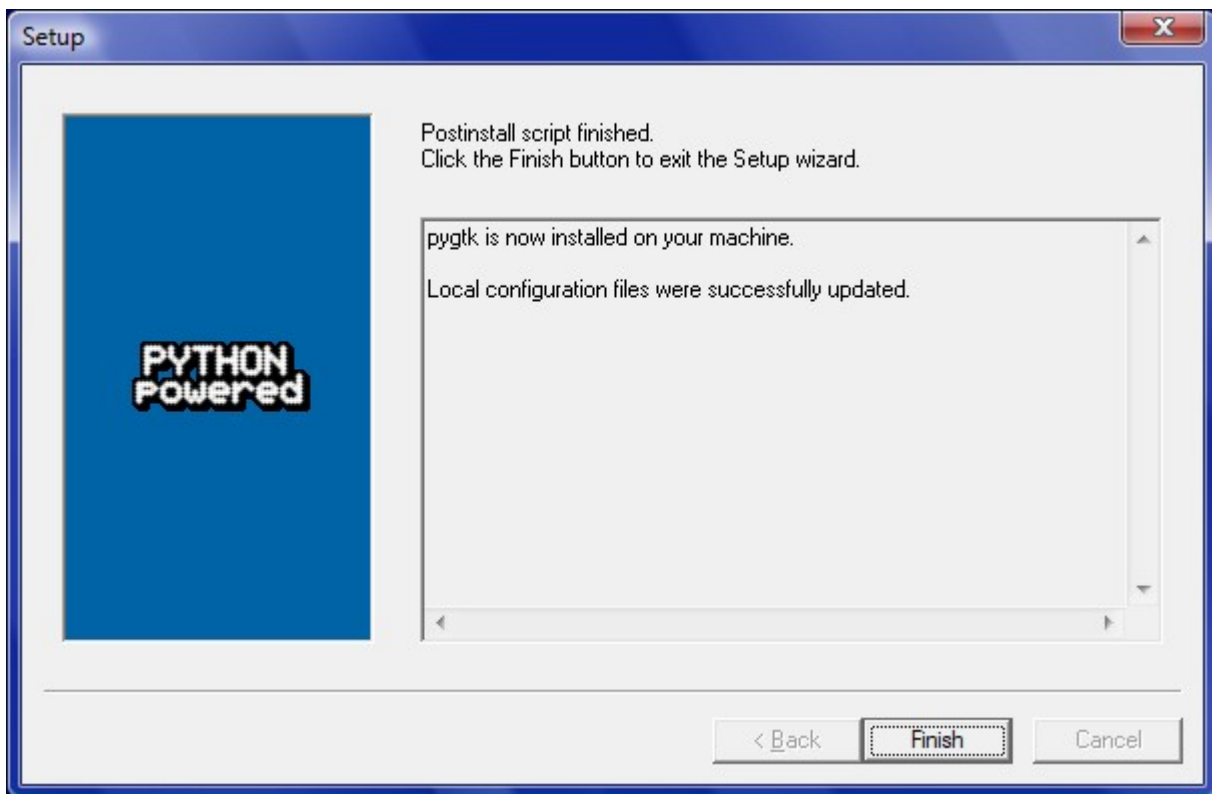 Setup
Postinstall script finished.
Click the Finish button to exit the Setup wizard.
pygtk is now installed on your machine.
Local configuration files were successfully updated.
PYTHON
powered
< Back
Finish
Cancel